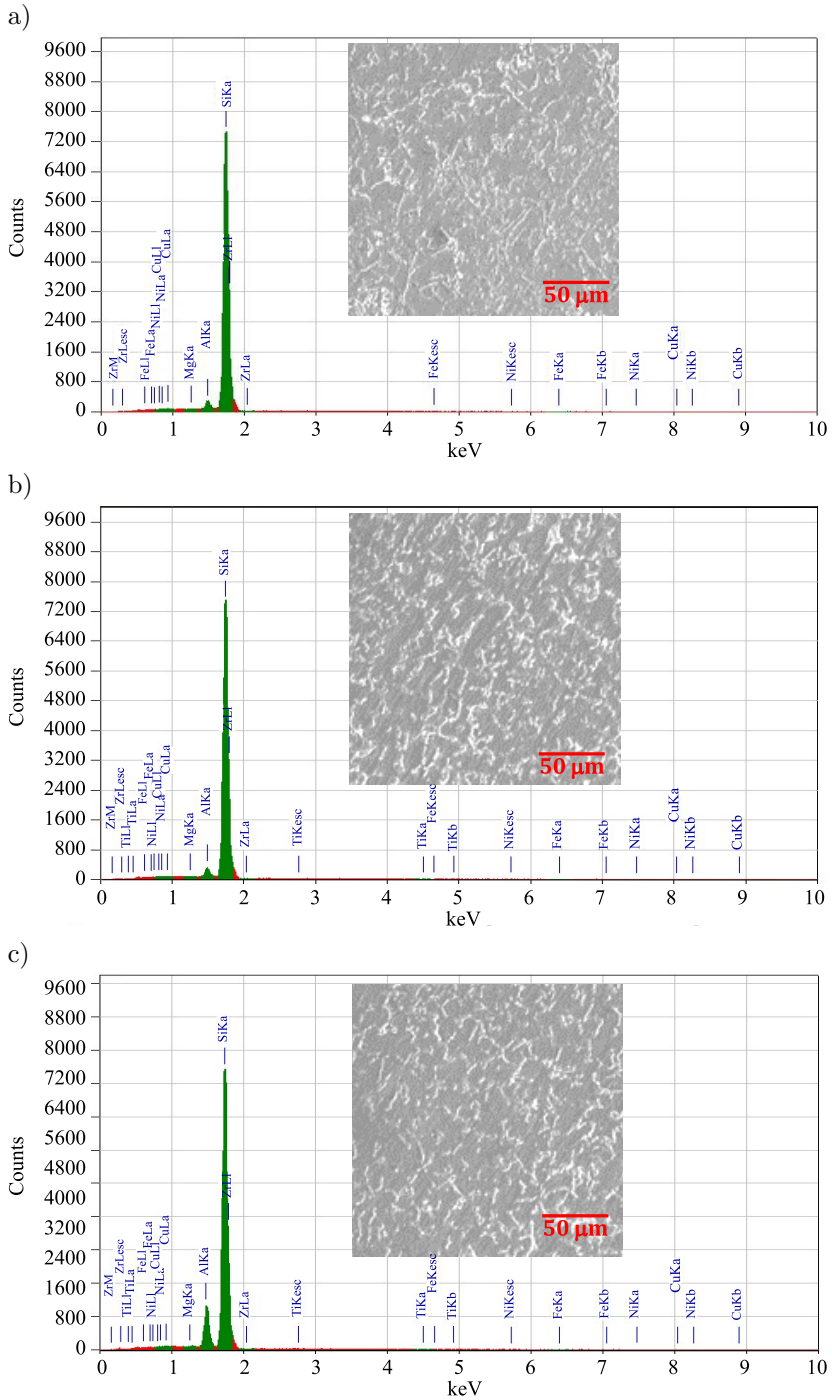 a)
9600
8800
8000
7200
6400
5600
4800
4000
3200
2400
1600
800
0
Counts
ZrM
ZrLesc
FeLl
FeLa
NiLl
CuLl
NiLa
CuLa
MgKa
AlKa
SiKa
ZrLl
ZrLa
FeKesc
NiKesc
FeKa
FeKb
NiKa
CuKa
NiKb
CuKb
50 μm
0 1 2 3 4 5 6 7 8 9 10
keV
b)
9600
8800
8000
7200
6400
5600
4800
4000
3200
2400
1600
800
0
Counts
ZrM
ZrLesc
TiLl
TiLa
FeLl
FeLa
NiLl
CuLl
NiLa
CuLa
MgKa
AlKa
SiKa
ZrLl
ZrLa
TiKesc
TiKa
FeKesc
TiKb
NiKesc
FeKa
FeKb
NiKa
CuKa
NiKb
CuKb
50 μm
0 1 2 3 4 5 6 7 8 9 10
keV
c)
9600
8800
8000
7200
6400
5600
4800
4000
3200
2400
1600
800
0
Counts
ZrM
ZrLesc
TiLl
TiLa
FeLl
FeLa
NiLl
CuLl
NiLa
CuLa
MgKa
AlKa
SiKa
ZrLl
ZrLa
TiKesc
TiKa
FeKesc
TiKb
NiKesc
FeKa
FeKb
NiKa
CuKa
NiKb
CuKb
50 μm
0 1 2 3 4 5 6 7 8 9 10
keV